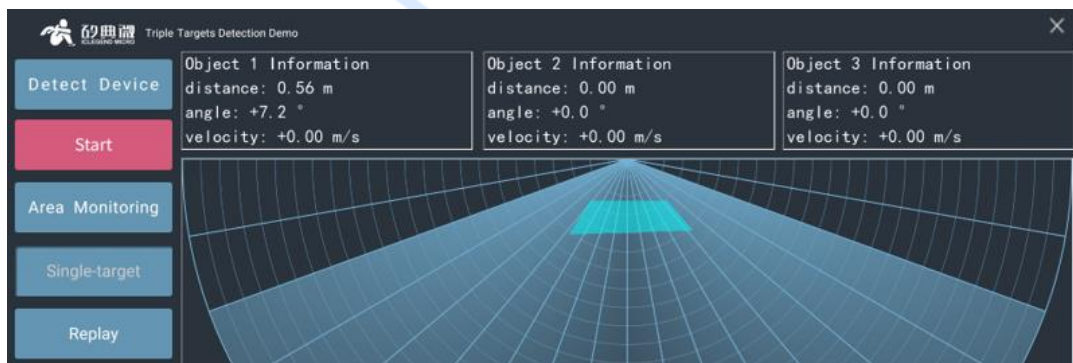 矽典微 Triple Targets Detection Demo
ICLEGEND MICRO
Detect Device
Start
Area Monitoring
Single-target
Replay
Object 1 Information
distance: 0.56 m
angle: +7.2 °
velocity: +0.00 m/s
Object 2 Information
distance: 0.00 m
angle: +0.0 °
velocity: +0.00 m/s
Object 3 Information
distance: 0.00 m
angle: +0.0 °
velocity: +0.00 m/s